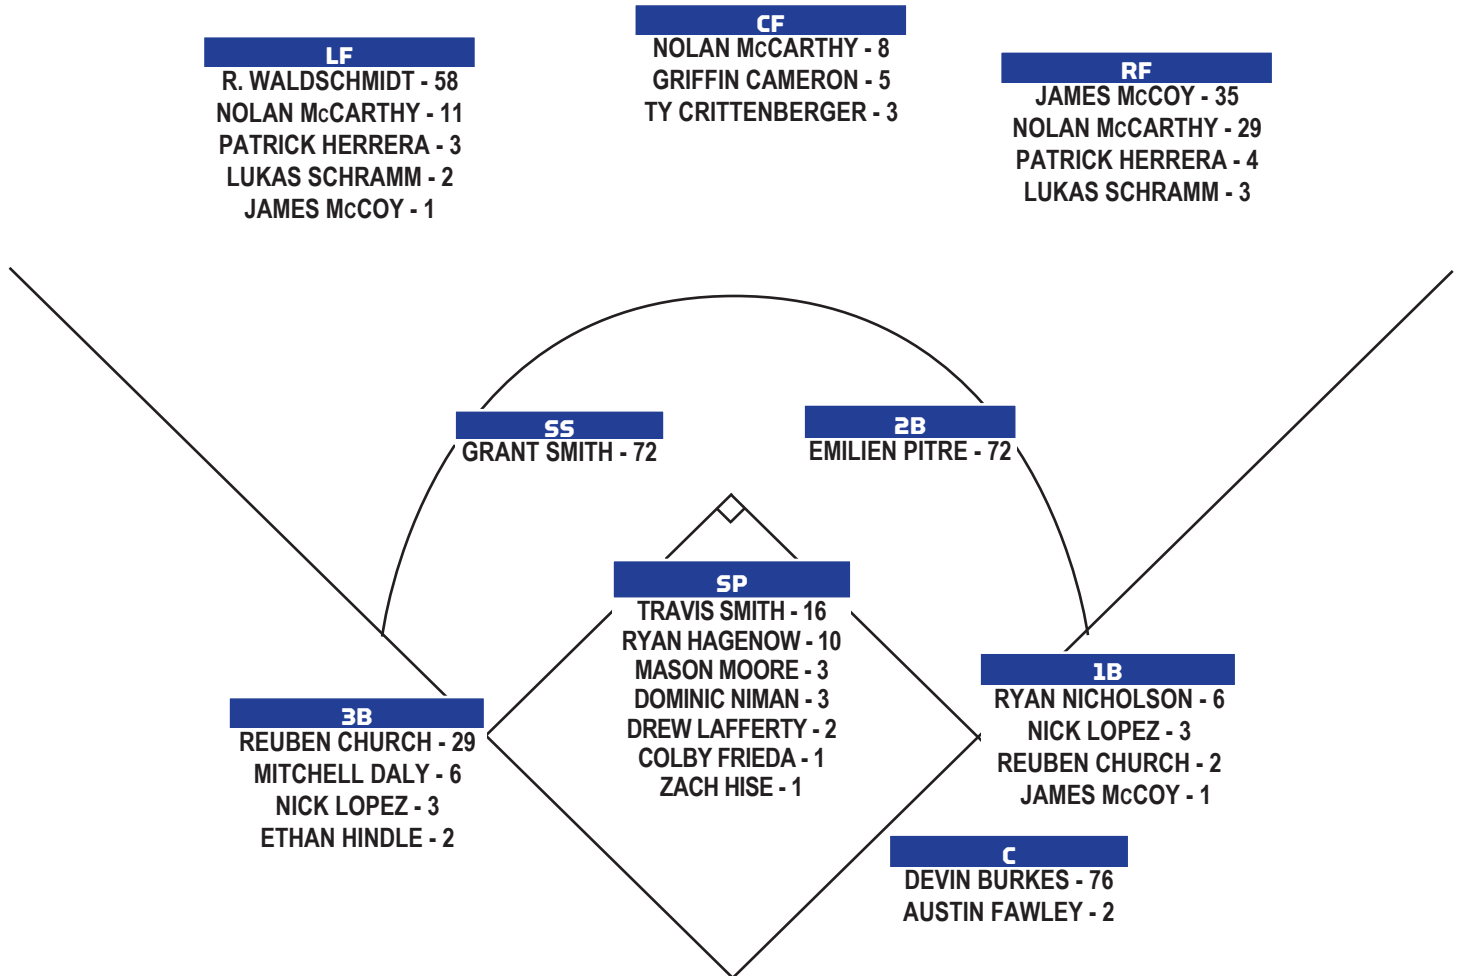 LF
R. WALDSCHMIDT - 58
NOLAN McCARTHY - 11
PATRICK HERRERA - 3
LUKAS SCHRAMM - 2
JAMES McCOY - 1
CF
NOLAN McCARTHY - 8
GRIFFIN CAMERON - 5
TY CRITTENBERGER - 3
RF
JAMES McCOY - 35
NOLAN McCARTHY - 29
PATRICK HERRERA - 4
LUKAS SCHRAMM - 3
SS
GRANT SMITH - 72
2B
EMILIEN PITRE - 72
SP
TRAVIS SMITH - 16
RYAN HAGENOW - 10
MASON MOORE - 3
DOMINIC NIMAN - 3
DREW LAFFERTY - 2
COLBY FRIEDA - 1
ZACH HISE - 1
3B
REUBEN CHURCH - 29
MITCHELL DALY - 6
NICK LOPEZ - 3
ETHAN HINDLE - 2
1B
RYAN NICHOLSON - 6
NICK LOPEZ - 3
REUBEN CHURCH - 2
JAMES McCOY - 1
C
DEVIN BURKES - 76
AUSTIN FAWLEY - 2